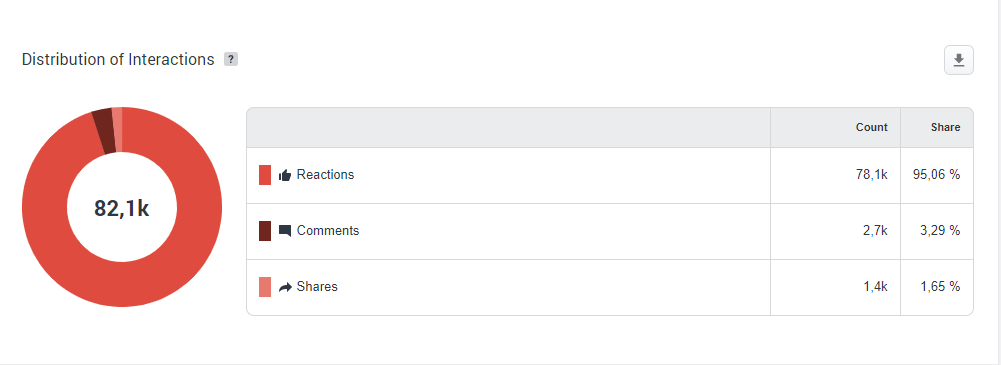 Distribution of Interactions ?
82,1k
Count Share
Reactions 78,1k 95,06 %
Comments 2,7k 3,29 %
Shares 1,4k 1,65 %